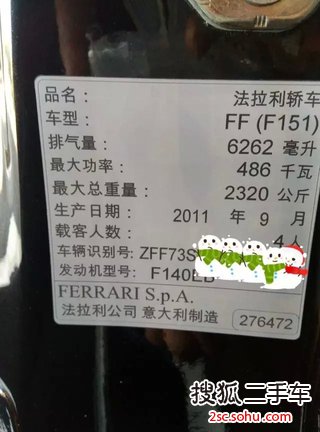 品名： 法拉利轿车
车型： FF (F151)
排气量： 6262 毫升
最大功率： 486 千瓦
最大总重量： 2320 公斤
生产日期： 2011 年 9 月
载客人数： 4人
车辆识别号: ZFF73S
发动机型号: F140EB
FERRARI S.p.A.
法拉利公司 意大利制造 276472
搜狐二手车
2sc.sohu.com